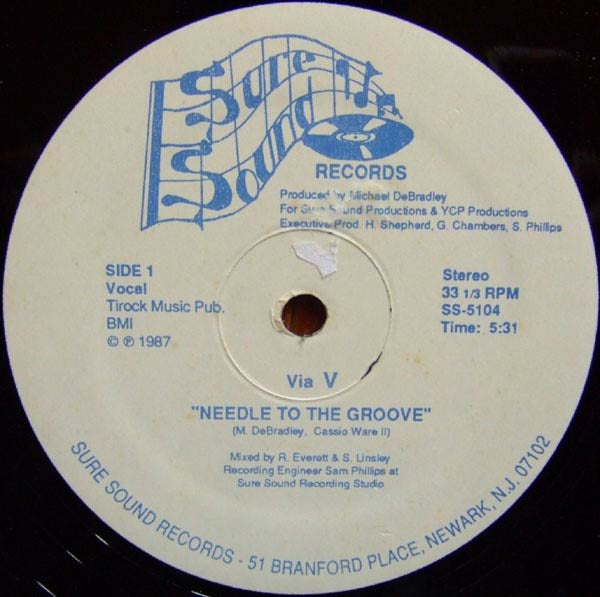 Sure
Sound
RECORDS
Produced by Michael DeBradley
For Sure Sound Productions & YCP Productions
Executive Prod. H. Shepherd, G. Chambers, S. Phillips
SIDE 1
Vocal
Tirock Music Pub.
BMI
© ℗ 1987
Stereo
33 1/3 RPM
SS-5104
Time: 5:31
Via V
"NEEDLE TO THE GROOVE"
(M. DeBradley, Cassio Ware II)
Mixed by R. Everett & S. Linsley
Recording Engineer Sam Phillips at
Sure Sound Recording Studio
SURE SOUND RECORDS - 51 BRANFORD PLACE, NEWARK, N.J. 07102